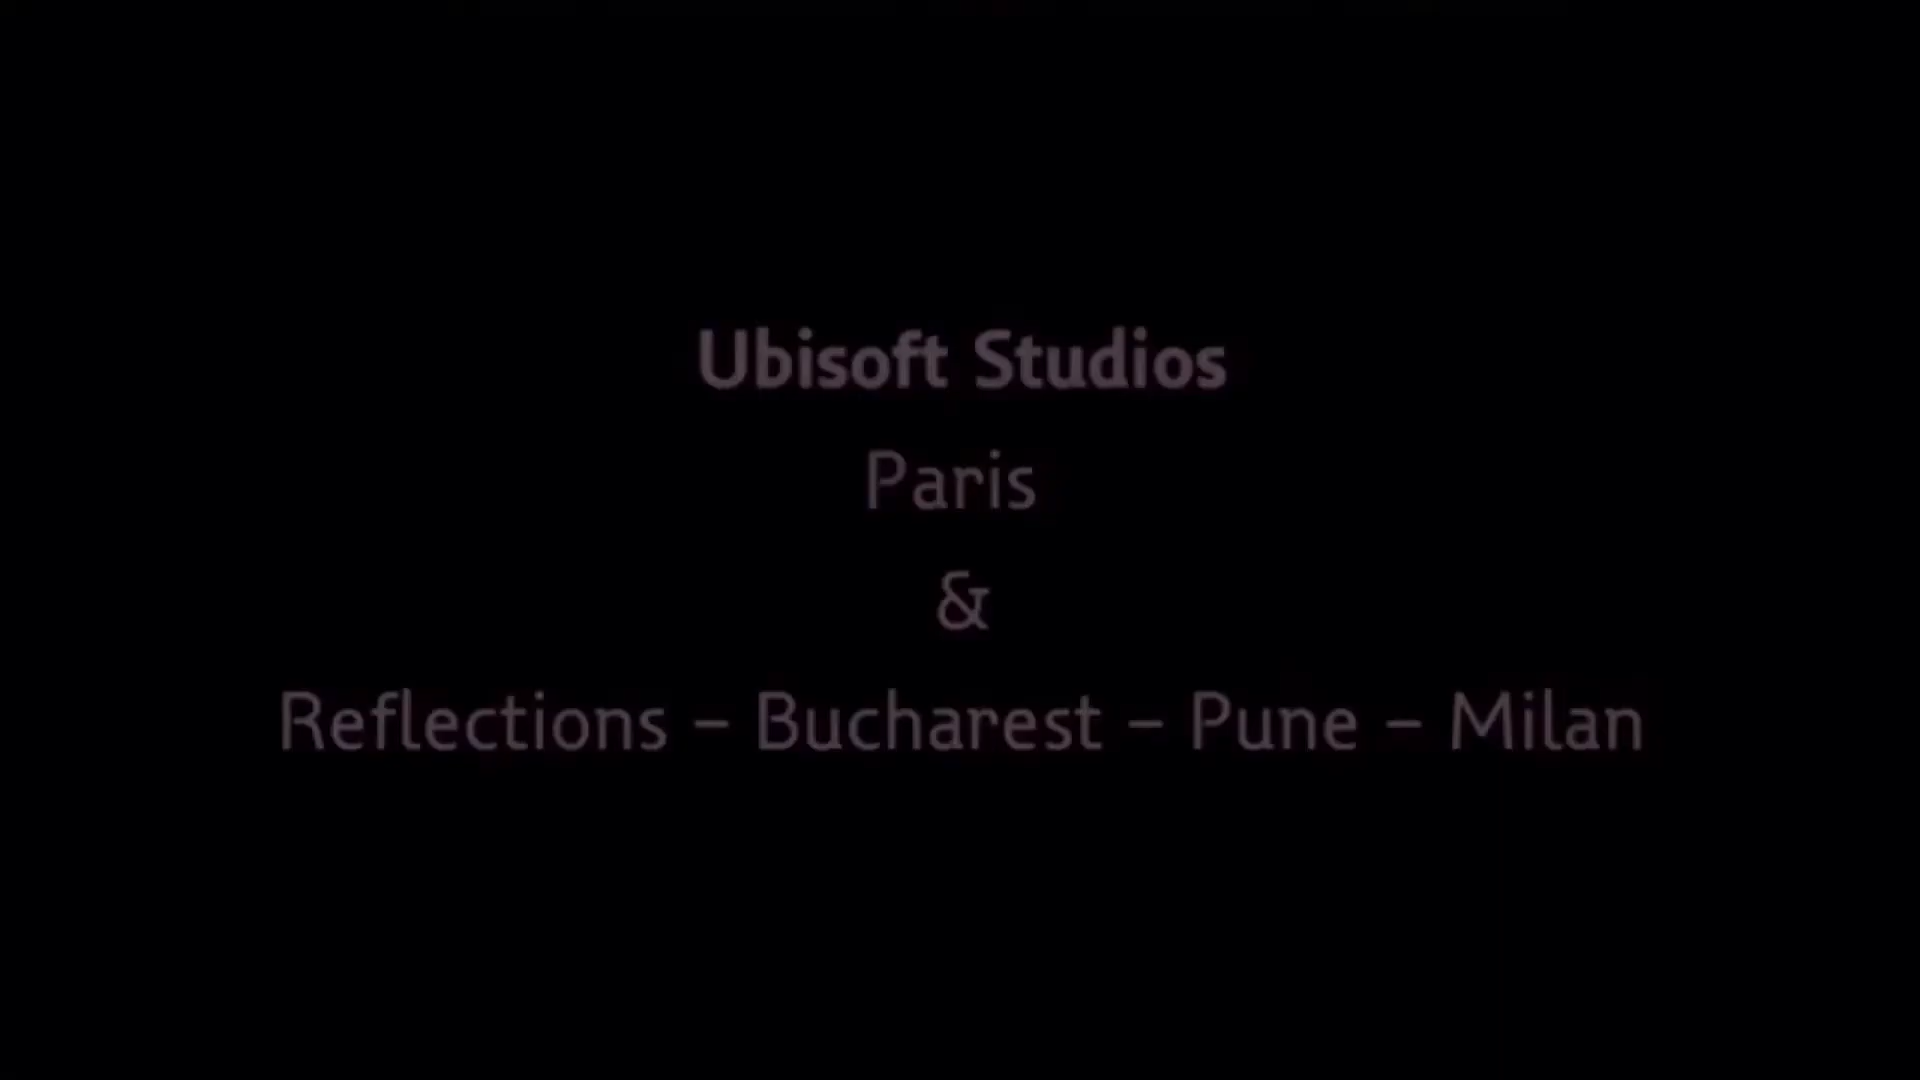 Ubisoft Studios
Paris
&
Reflections – Bucharest – Pune – Milan